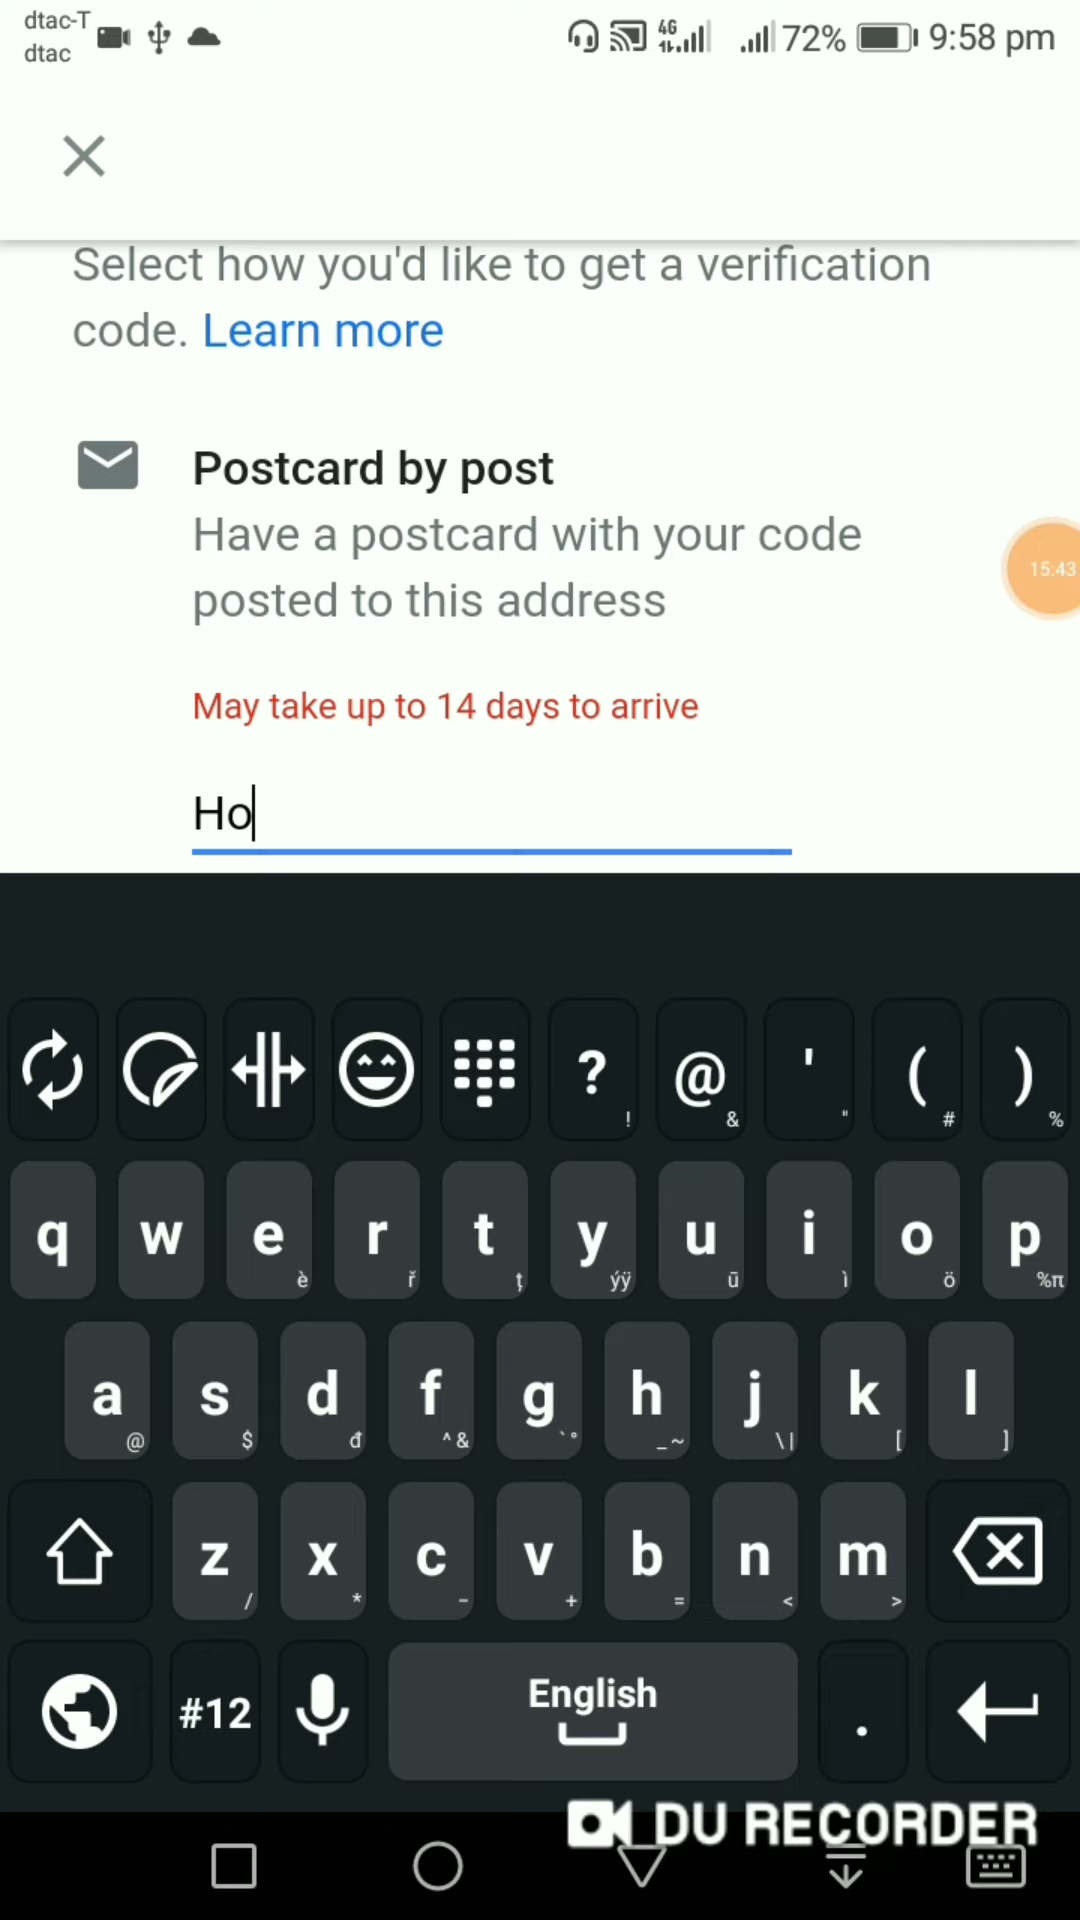 dtac-T
dtac
4G
72%
9:58 pm
Select how you'd like to get a verification
code. Learn more
Postcard by post
Have a postcard with your code
posted to this address
15:43
May take up to 14 days to arrive
Ho
? ! @ & ' " ( # ) %
q w e è r ř t ţ y ýÿ u ū i ì o ö p %π
a @ s $ d đ f ^& g `° h _~ j \| k [ l ]
z / x * c - v + b = n < m >
#12 English .
DU RECORDER